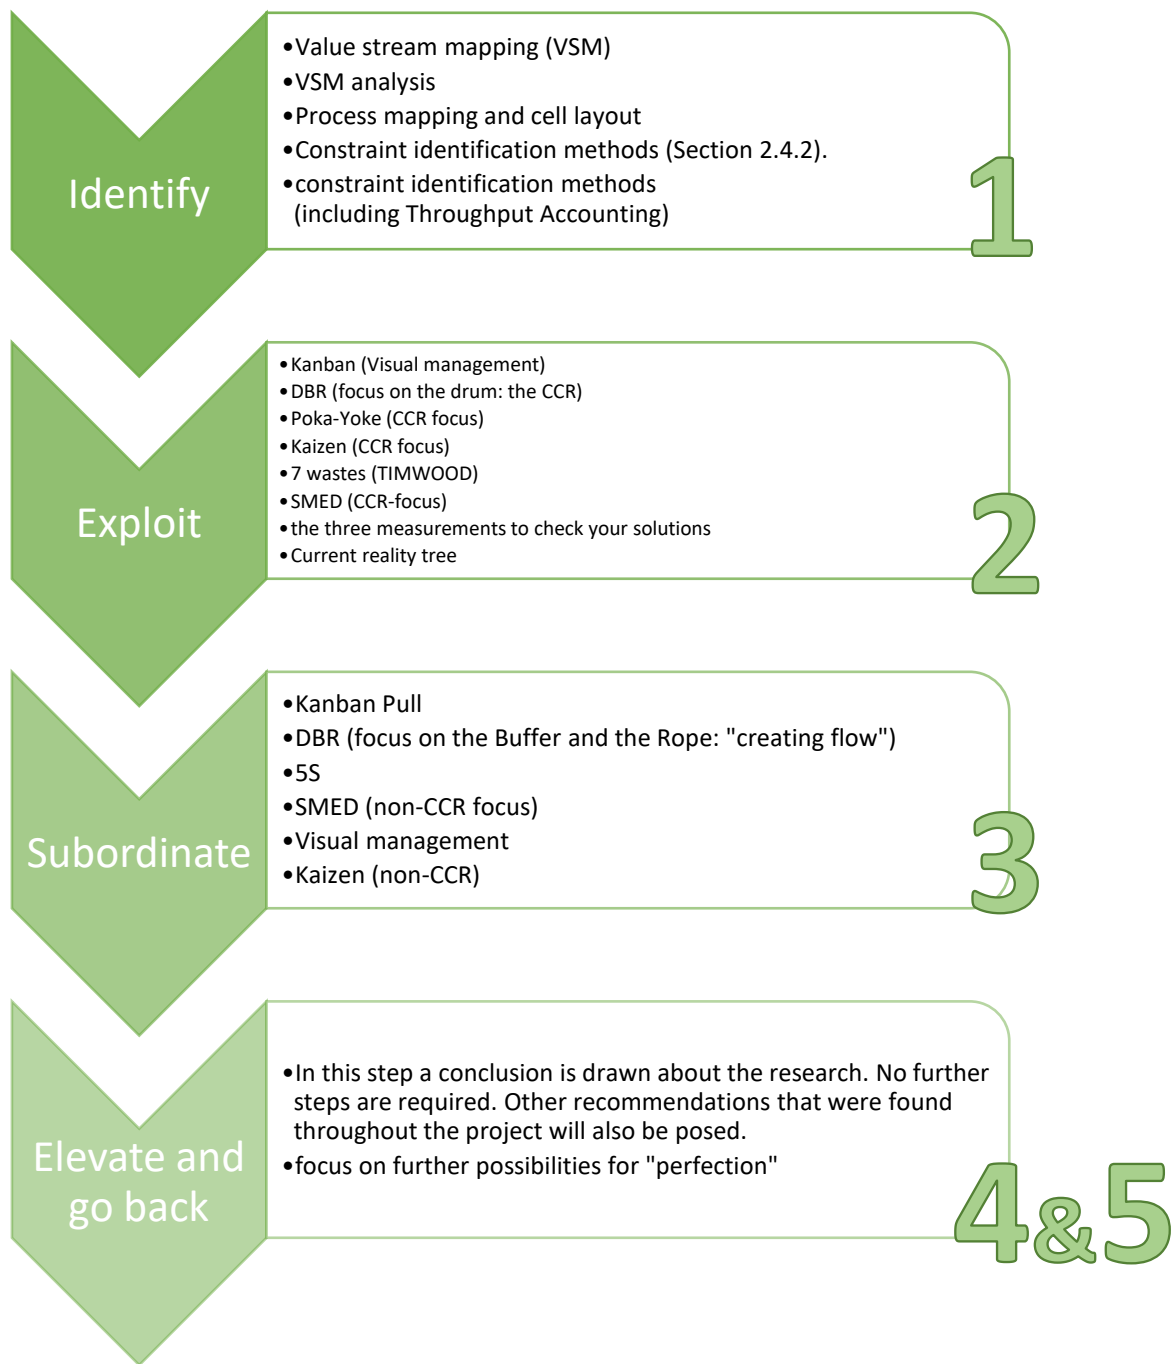 Identify
•Value stream mapping (VSM)
•VSM analysis
•Process mapping and cell layout
•Constraint identification methods (Section 2.4.2).
•constraint identification methods
(including Throughput Accounting)
1
Exploit
•Kanban (Visual management)
•DBR (focus on the drum: the CCR)
•Poka-Yoke (CCR focus)
•Kaizen (CCR focus)
•7 wastes (TIMWOOD)
•SMED (CCR-focus)
•the three measurements to check your solutions
•Current reality tree
2
Subordinate
•Kanban Pull
•DBR (focus on the Buffer and the Rope: "creating flow")
•5S
•SMED (non-CCR focus)
•Visual management
•Kaizen (non-CCR)
3
Elevate and
go back
•In this step a conclusion is drawn about the research. No further
steps are required. Other recommendations that were found
throughout the project will also be posed.
•focus on further possibilities for "perfection"
4&5